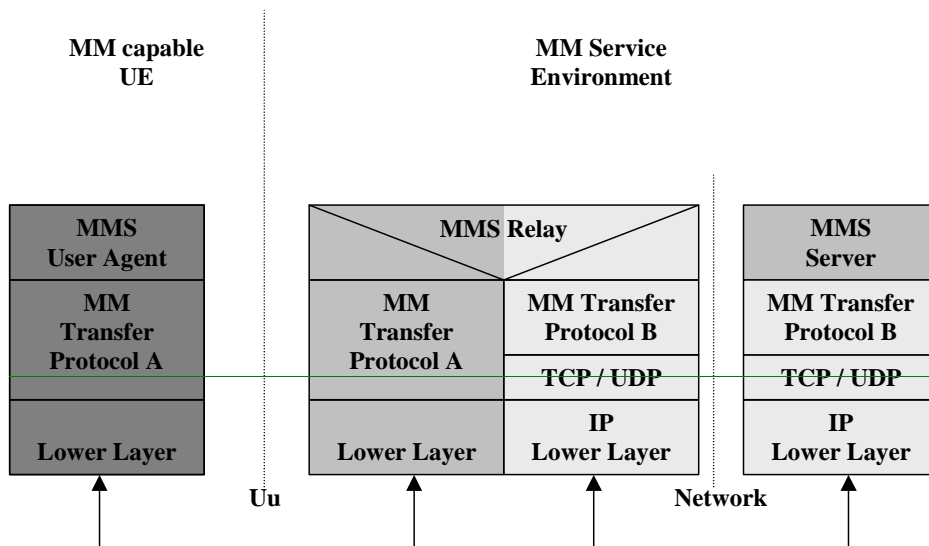 MM capable
UE
MM Service
Environment
MMS
User Agent
MM
Transfer
Protocol A
Lower Layer
Uu
MMS Relay
MM
Transfer
Protocol A
Lower Layer
MM Transfer
Protocol B
TCP / UDP
IP
Lower Layer
Network
MMS
Server
MM Transfer
Protocol B
TCP / UDP
IP
Lower Layer